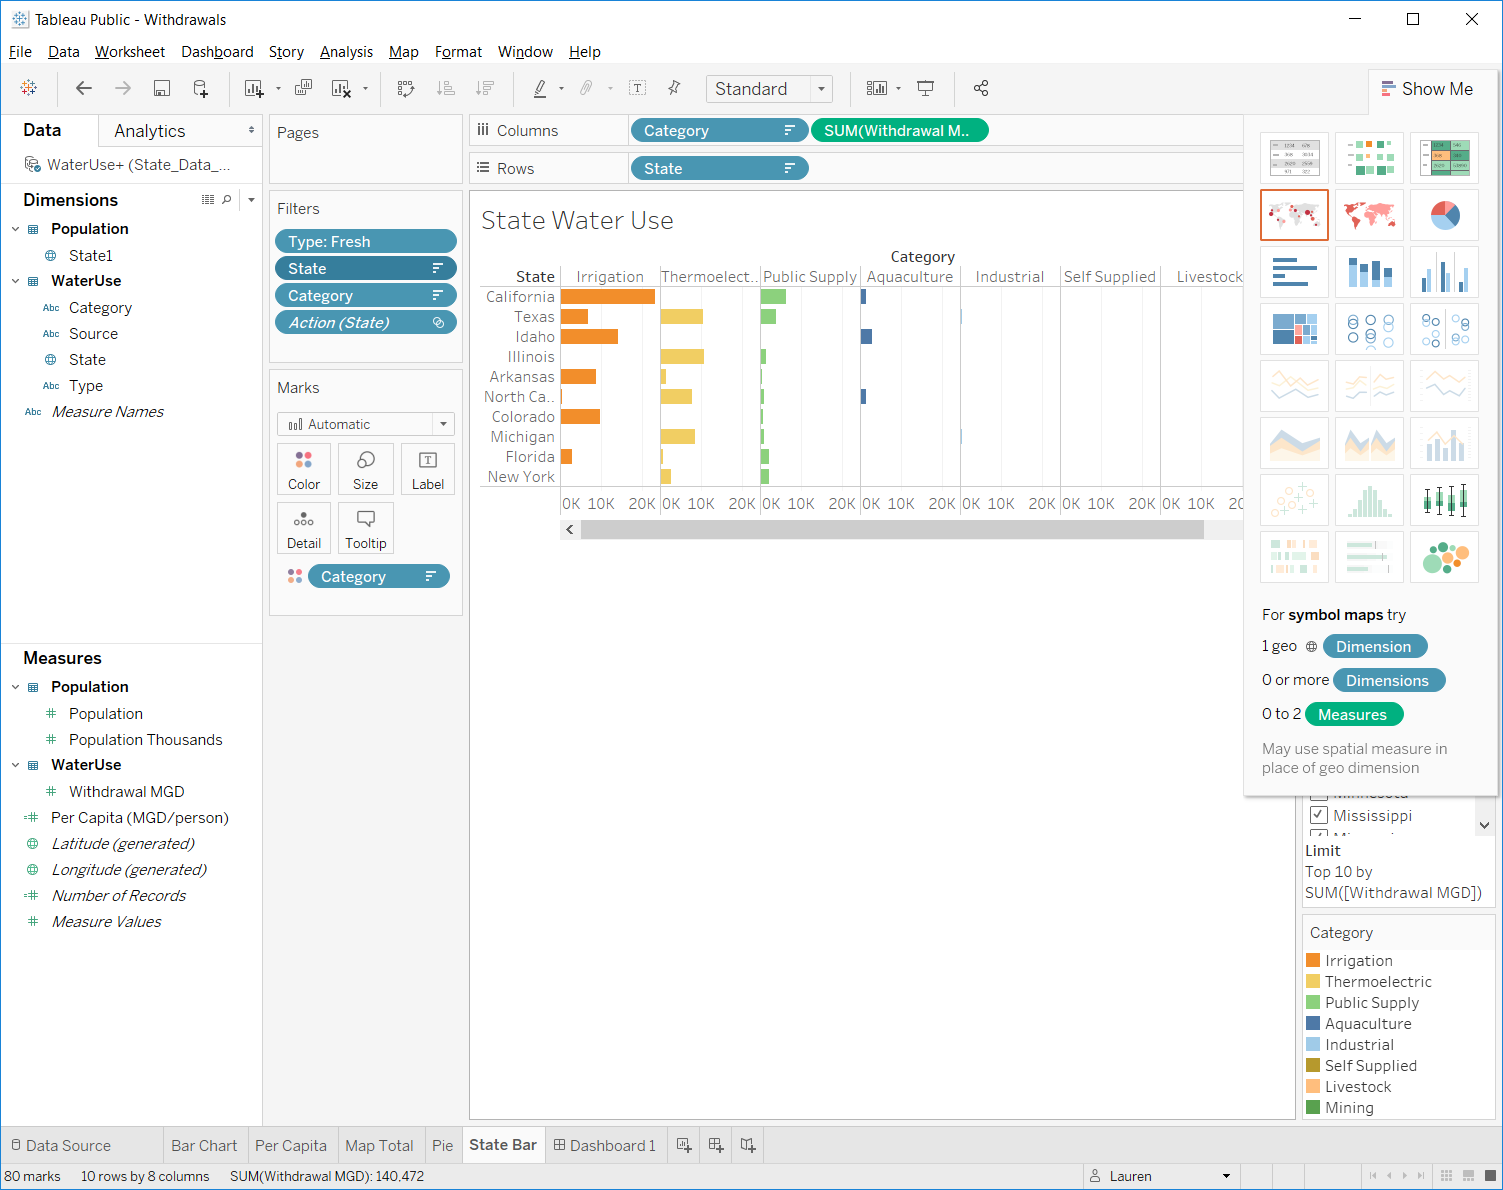 Tableau Public - Withdrawals
File Data Worksheet Dashboard Story Analysis Map Format Window Help
Standard
Show Me
Data
Analytics
WaterUse+ (State_Data_...
Dimensions
Population
State1
WaterUse
Abc Category
Abc Source
State
Abc Type
Abc Measure Names
Measures
Population
Population
Population Thousands
WaterUse
Withdrawal MGD
Per Capita (MGD/person)
Latitude (generated)
Longitude (generated)
Number of Records
Measure Values
Pages
Filters
Type: Fresh
State
Category
Action (State)
Marks
Automatic
Color Size Label
Detail Tooltip
Category
Columns Category SUM(Withdrawal M..
Rows State
State Water Use
Category
State Irrigation Thermoelect.. Public Supply Aquaculture Industrial Self Supplied Livestock
California
Texas
Idaho
Illinois
Arkansas
North Ca..
Colorado
Michigan
Florida
New York
0K 10K 20K 0K 10K 20K 0K 10K 20K 0K 10K 20K 0K 10K 20K 0K 10K 20K 0K 10K
For symbol maps try
1 geo Dimension
0 or more Dimensions
0 to 2 Measures
May use spatial measure in
place of geo dimension
Mississippi
Limit
Top 10 by
SUM([Withdrawal MGD])
Category
Irrigation
Thermoelectric
Public Supply
Aquaculture
Industrial
Self Supplied
Livestock
Mining
Data Source Bar Chart Per Capita Map Total Pie State Bar Dashboard 1
80 marks 10 rows by 8 columns SUM(Withdrawal MGD): 140,472 Lauren